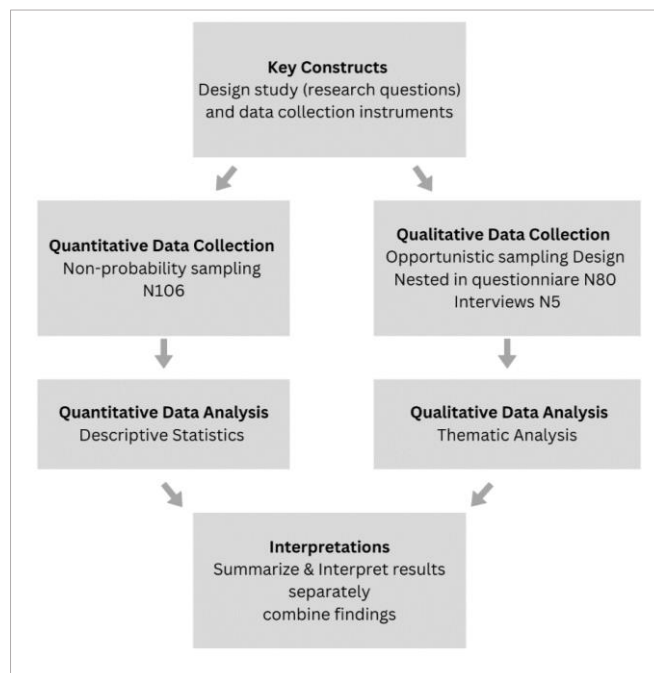 Key Constructs
Design study (research questions)
and data collection instruments
Quantitative Data Collection
Non-probability sampling
N106
Qualitative Data Collection
Opportunistic sampling Design
Nested in questionniare N80
Interviews N5
Quantitative Data Analysis
Descriptive Statistics
Qualitative Data Analysis
Thematic Analysis
Interpretations
Summarize & Interpret results
separately
combine findings